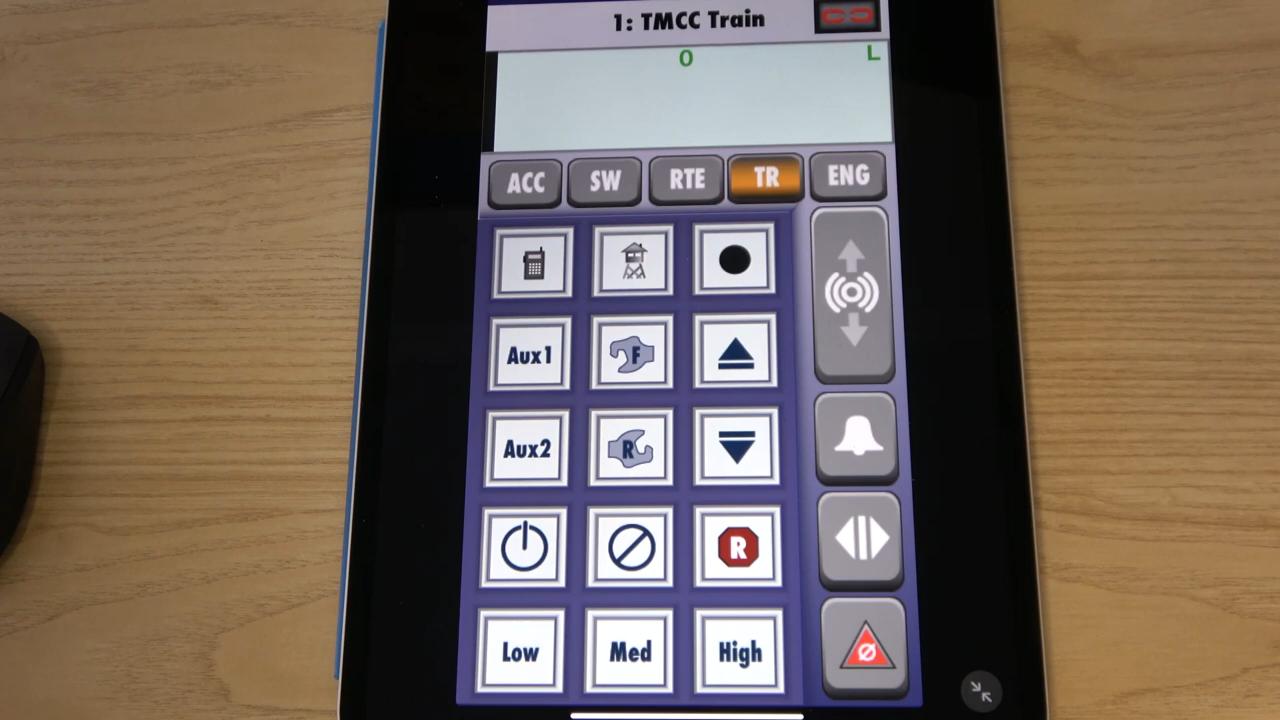 1: TMCC Train
0 L
ACC SW RTE TR ENG
Aux1 F
Aux2 R
R
Low Med High